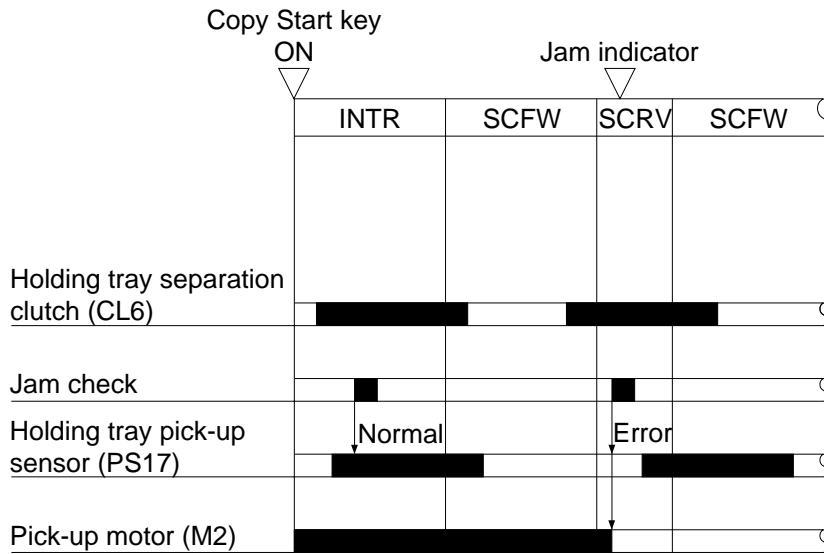 Copy Start key
ON
Jam indicator
INTR SCFW SCRV SCFW
Holding tray separation
clutch (CL6)
Jam check
Holding tray pick-up
sensor (PS17)
Normal
Error
Pick-up motor (M2)